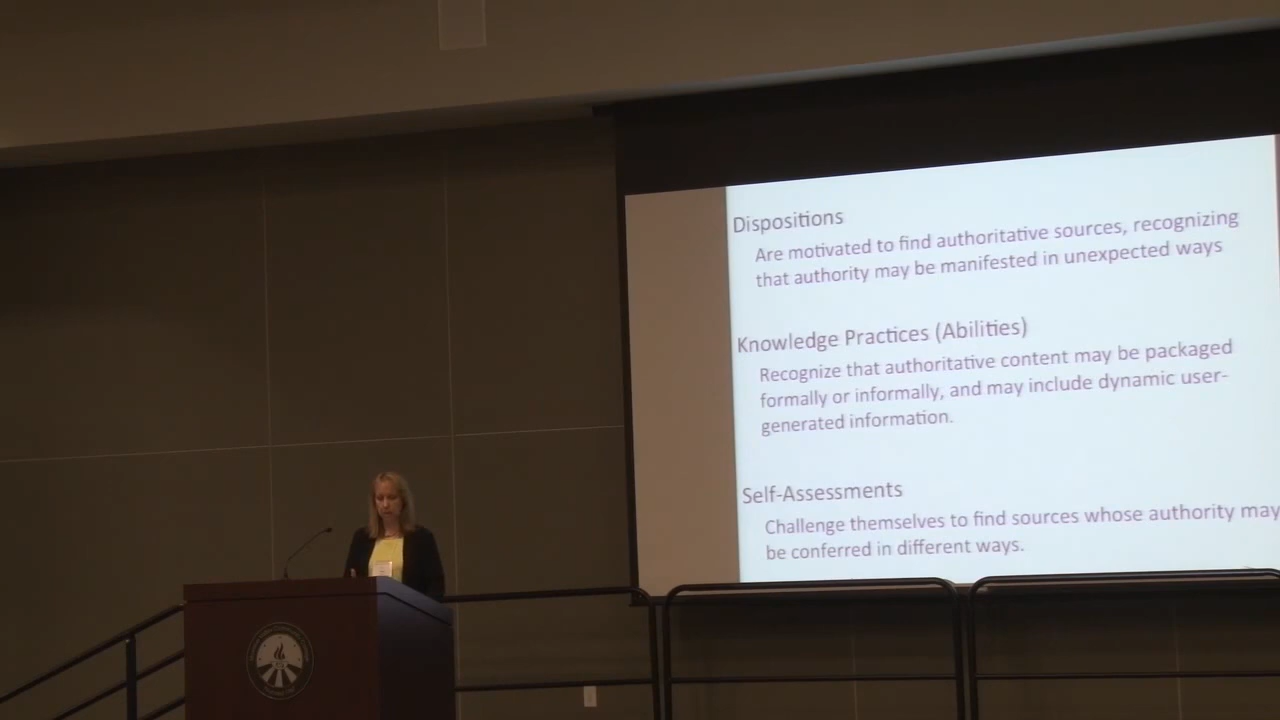 Dispositions
Are motivated to find authoritative sources, recognizing
that authority may be manifested in unexpected ways
Knowledge Practices (Abilities)
Recognize that authoritative content may be packaged
formally or informally, and may include dynamic user-
generated information.
Self-Assessments
Challenge themselves to find sources whose authority may
be conferred in different ways.